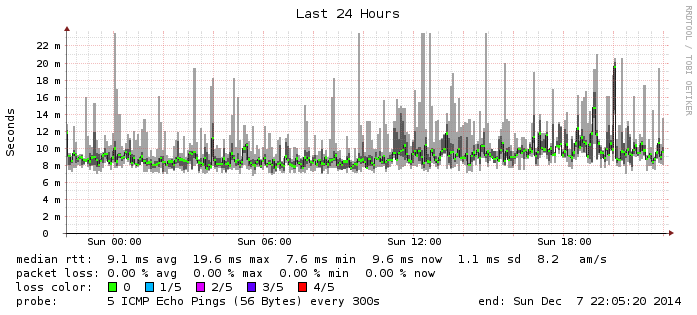 Last 24 Hours
RRDTOOL / TOBI OETIKER
Seconds
22 m
20 m
18 m
16 m
14 m
12 m
10 m
8 m
6 m
4 m
2 m
0
Sun 00:00 Sun 06:00 Sun 12:00 Sun 18:00
median rtt: 9.1 ms avg 19.6 ms max 7.6 ms min 9.6 ms now 1.1 ms sd 8.2 am/s
packet loss: 0.00 % avg 0.00 % max 0.00 % min 0.00 % now
loss color: 0 1/5 2/5 3/5 4/5
probe: 5 ICMP Echo Pings (56 Bytes) every 300s end: Sun Dec 7 22:05:20 2014